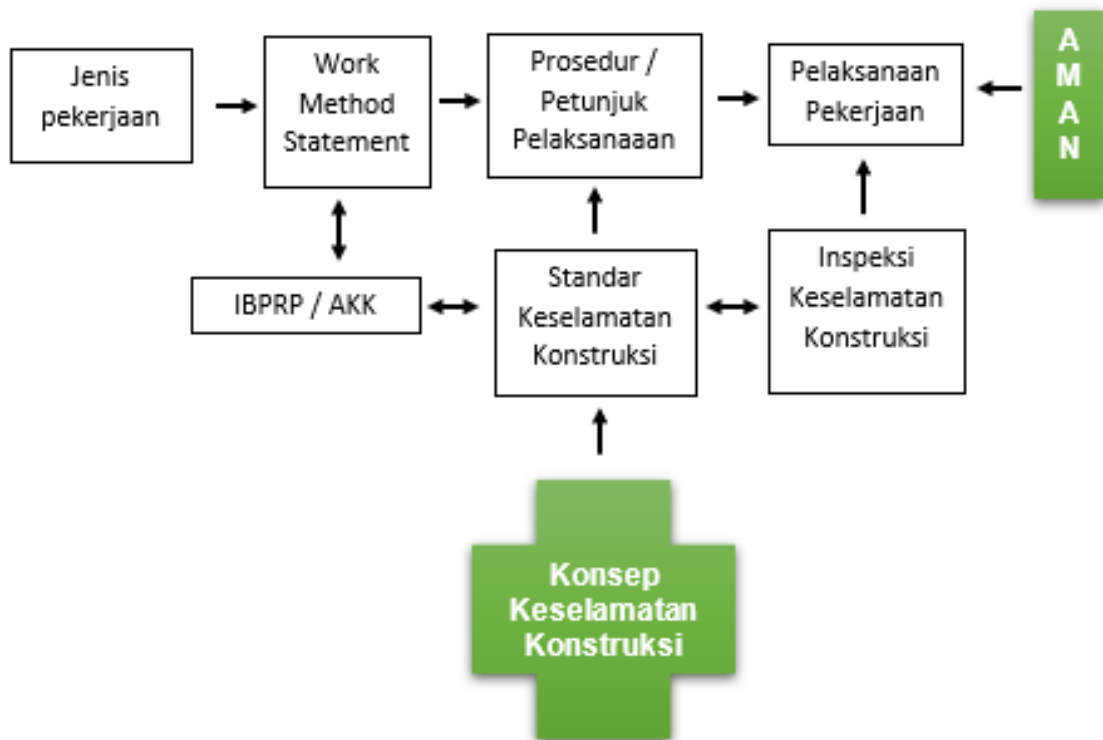 Jenis
pekerjaan
Work
Method
Statement
Prosedur /
Petunjuk
Pelaksanaaan
Pelaksanaan
Pekerjaan
A
M
A
N
IBPRP / AKK
Standar
Keselamatan
Konstruksi
Inspeksi
Keselamatan
Konstruksi
Konsep
Keselamatan
Konstruksi